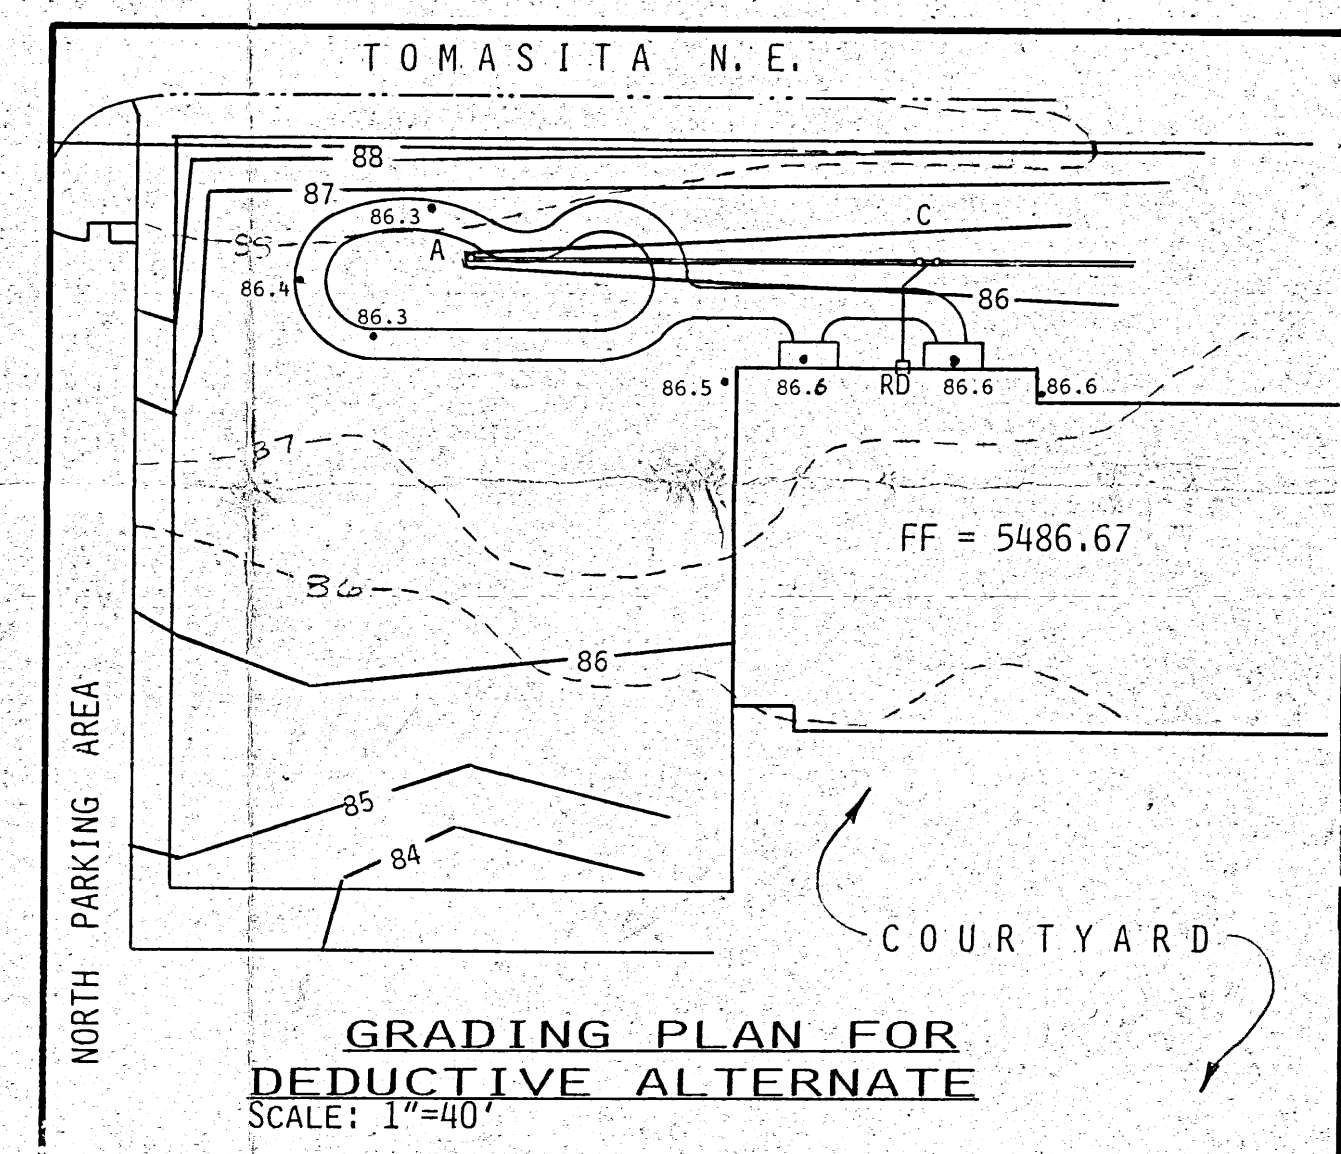 TOMASITA N.E.
88
87
86.3
C
A
88
86.4
86
86.3
86.5
86.6
RD
86.6
86.6
87
FF = 5486.67
86
86
NORTH PARKING AREA
85
84
COURTYARD
GRADING PLAN FOR
DEDUCTIVE ALTERNATE
SCALE: 1"=40'